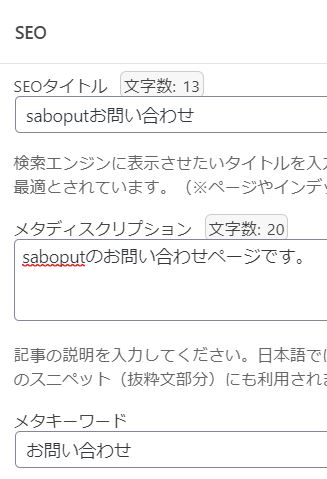 SEO
SEOタイトル 文字数: 13
saboputお問い合わせ
検索エンジンに表示させたいタイトルを入
最適とされています。（※ページやインデ
メタディスクリプション 文字数: 20
saboputのお問い合わせページです。
記事の説明を入力してください。日本語で
のスニペット（抜粋文部分）にも利用され
メタキーワード
お問い合わせ